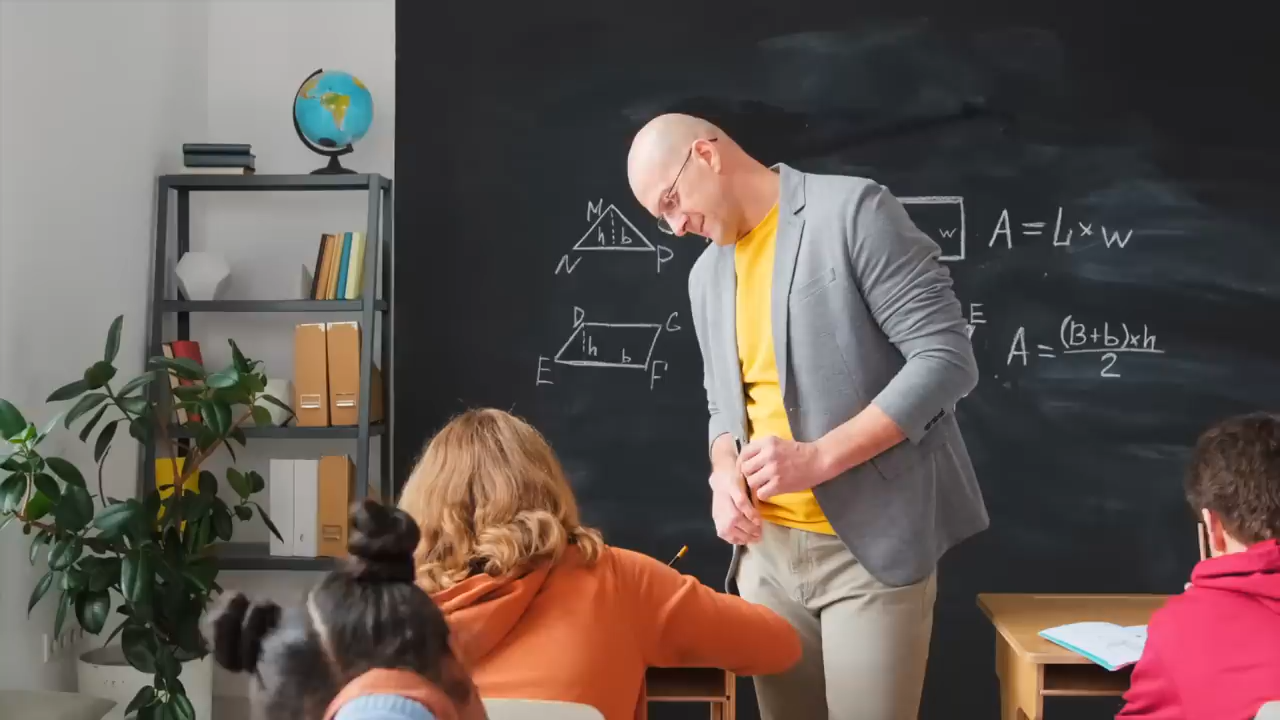 M
h b
N P
w
A = L × w
D G
h b
E F
E
A = (B+b)×h / 2